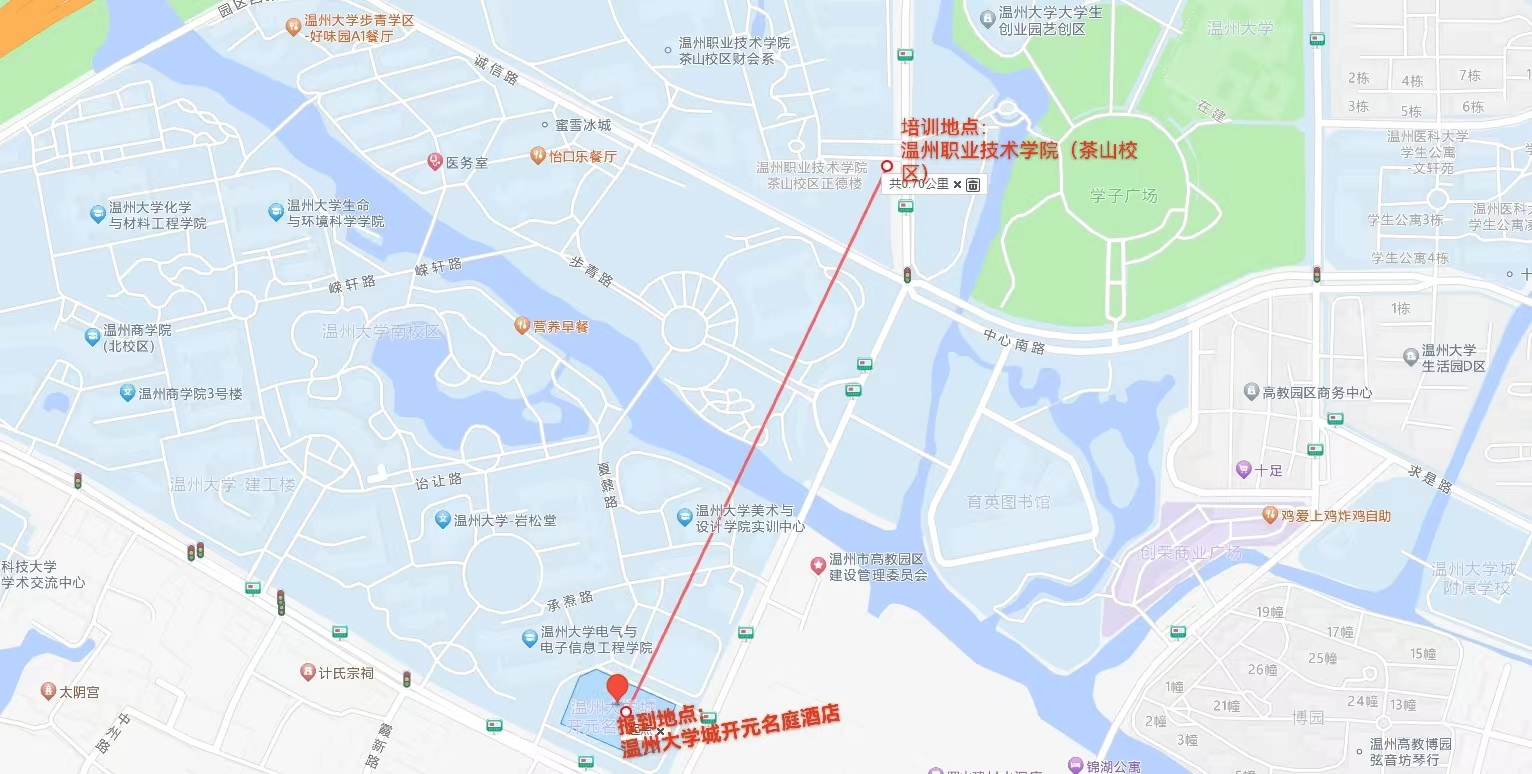 园区
温州大学步青学区
-好味园A1餐厅
温州职业技术学院
茶山校区财会系
诚信路
温州大学大学生
创业园艺创区
温州大学
2栋
4栋
7栋
3栋
5栋
6栋
在建
蜜雪冰城
怡口乐餐厅
医务室
培训地点：
温州职业技术学院（茶山校
区）
温州职业技术学院
茶山校区正德楼
共0.70公里
学子广场
温州医科大学
学生公寓
-文轩苑
学生公寓3栋
温州医科大
学生公寓凌
学生公寓4栋
温州大学化学
与材料工程学院
温州大学生命
与环境科学学院
嵘轩路
嵘轩路
步青路
温州商学院
(北校区)
温州大学南校区
营养早餐
中心南路
1栋
十
温州大学
生活园D区
温州商学院3号楼
高教园区商务中心
温州大学-建工楼
诒让路
夏鼐路
十足
求是路
温州大学-岩松堂
温州大学美术与
设计学院实训中心
育英图书馆
鸡爱上鸡炸鸡自助
创荣商业广场
温州市高教园区
建设管理委员会
温州大学城
附属学校
科技大学
学术交流中心
承焘路
温州大学电气与
电子信息工程学院
19幢
17幢
15幢
25幢
26幢
计氏宗祠
太阴宫
中州路
霞新路
报到地点：
温州大学城开元名庭酒店
1幢
21幢
24幢
13幢
2幢
博园
3幢
温州高教博园
弦音坊琴行
锦湖公寓